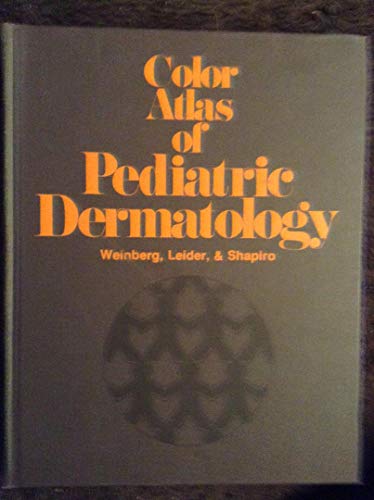 Color
Atlas
of
Pediatric
Dermatology
Weinberg, Leider, & Shapiro